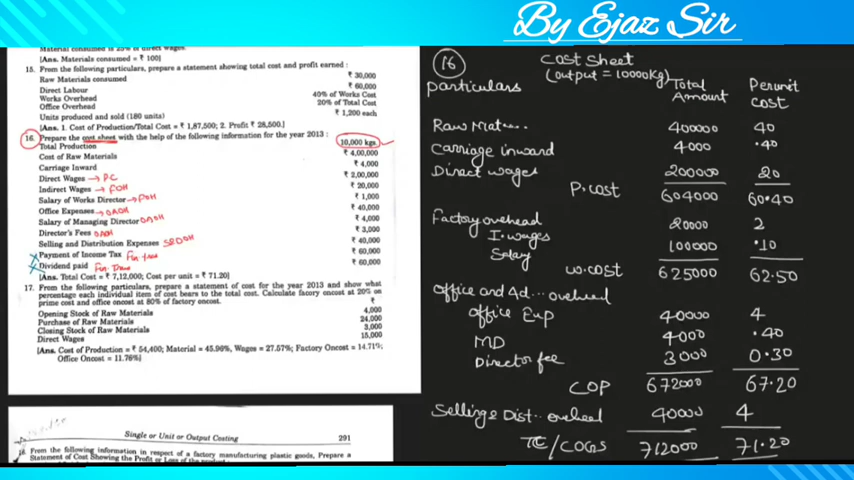 By Ejaz Sir
Material consumed is 25% of direct wages.
[Ans. Materials consumed = ₹ 100]
15. From the following particulars, prepare a statement showing total cost and profit earned :
Raw Materials consumed ₹ 30,000
Direct Labour ₹ 60,000
Works Overhead 40% of Works Cost
Office Overhead 20% of Total Cost
Units produced and sold (180 units) ₹ 1,200 each
[Ans. 1. Cost of Production/Total Cost = ₹ 1,87,500; 2. Profit ₹ 28,500.]
16. Prepare the cost sheet with the help of the following information for the year 2013 :
Total Production 10,000 kgs.
Cost of Raw Materials ₹ 4,00,000
Carriage Inward ₹ 4,000
Direct Wages → PC ₹ 2,00,000
Indirect Wages → FOH ₹ 20,000
Salary of Works Director → FOH ₹ 1,000
Office Expenses → OAOH ₹ 40,000
Salary of Managing Director OAOH ₹ 4,000
Director's Fees OAOH ₹ 3,000
Selling and Distribution Expenses S&DOH ₹ 40,000
Payment of Income Tax ₹ 60,000
Dividend paid ₹ 60,000
[Ans. Total Cost = ₹ 7,12,000; Cost per unit = ₹ 71.20]
17. From the following particulars, prepare a statement of cost for the year 2013 and show what
percentage each individual item of cost bears to the total cost. Calculate facory oncost at 20% on
prime cost and office oncost at 80% of factory oncost.
₹
Opening Stock of Raw Materials 4,000
Purchase of Raw Materials 24,000
Closing Stock of Raw Materials 3,000
Direct Wages 15,000
[Ans. Cost of Production = ₹ 54,400; Material = 45.96%, Wages = 27.57%; Factory Oncost = 14.71%;
Office Oncost = 11.76%]
Single or Unit or Output Costing 291
18. From the following information in respect of a factory manufacturing plastic goods, Prepare a
Statement of Cost Shewing the Profit or Loss of the product
16 Cost Sheet
(output = 10000Kg)
particulars Total Amount Per unit Cost
Raw Mate... 400000 40
Carriage inward 4000 .40
Direct wages 200000 20
P.cost 604000 60.40
Factory overhead 20000 2
I.wages
Salary 100000 .10
W.cost 625000 62.50
Office and Ad... overhead
Office Exp 40000 4
MD 4000 .40
Director fee 3000 0.30
COP 672000 67.20
Selling & Dist.. overhead 40000 4
TC/COGS 712000 71.20